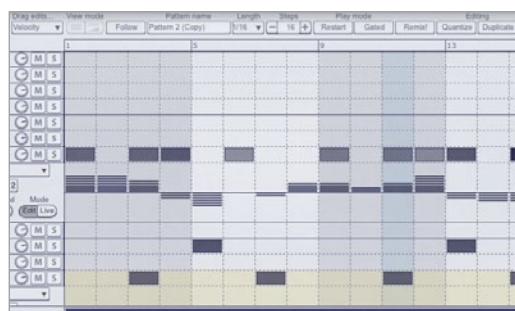 Drag edits... View mode Pattern name Length Steps Play mode Editing
Velocity Follow Pattern 2 (Copy) 1/16 − 16 + Restart Gated Remix! Quantize Duplicate
1 5 9 13
M S
M S
M S
M S
M S
M S
M S
2
Mode
Edit Live
M S
M S
M S
M S